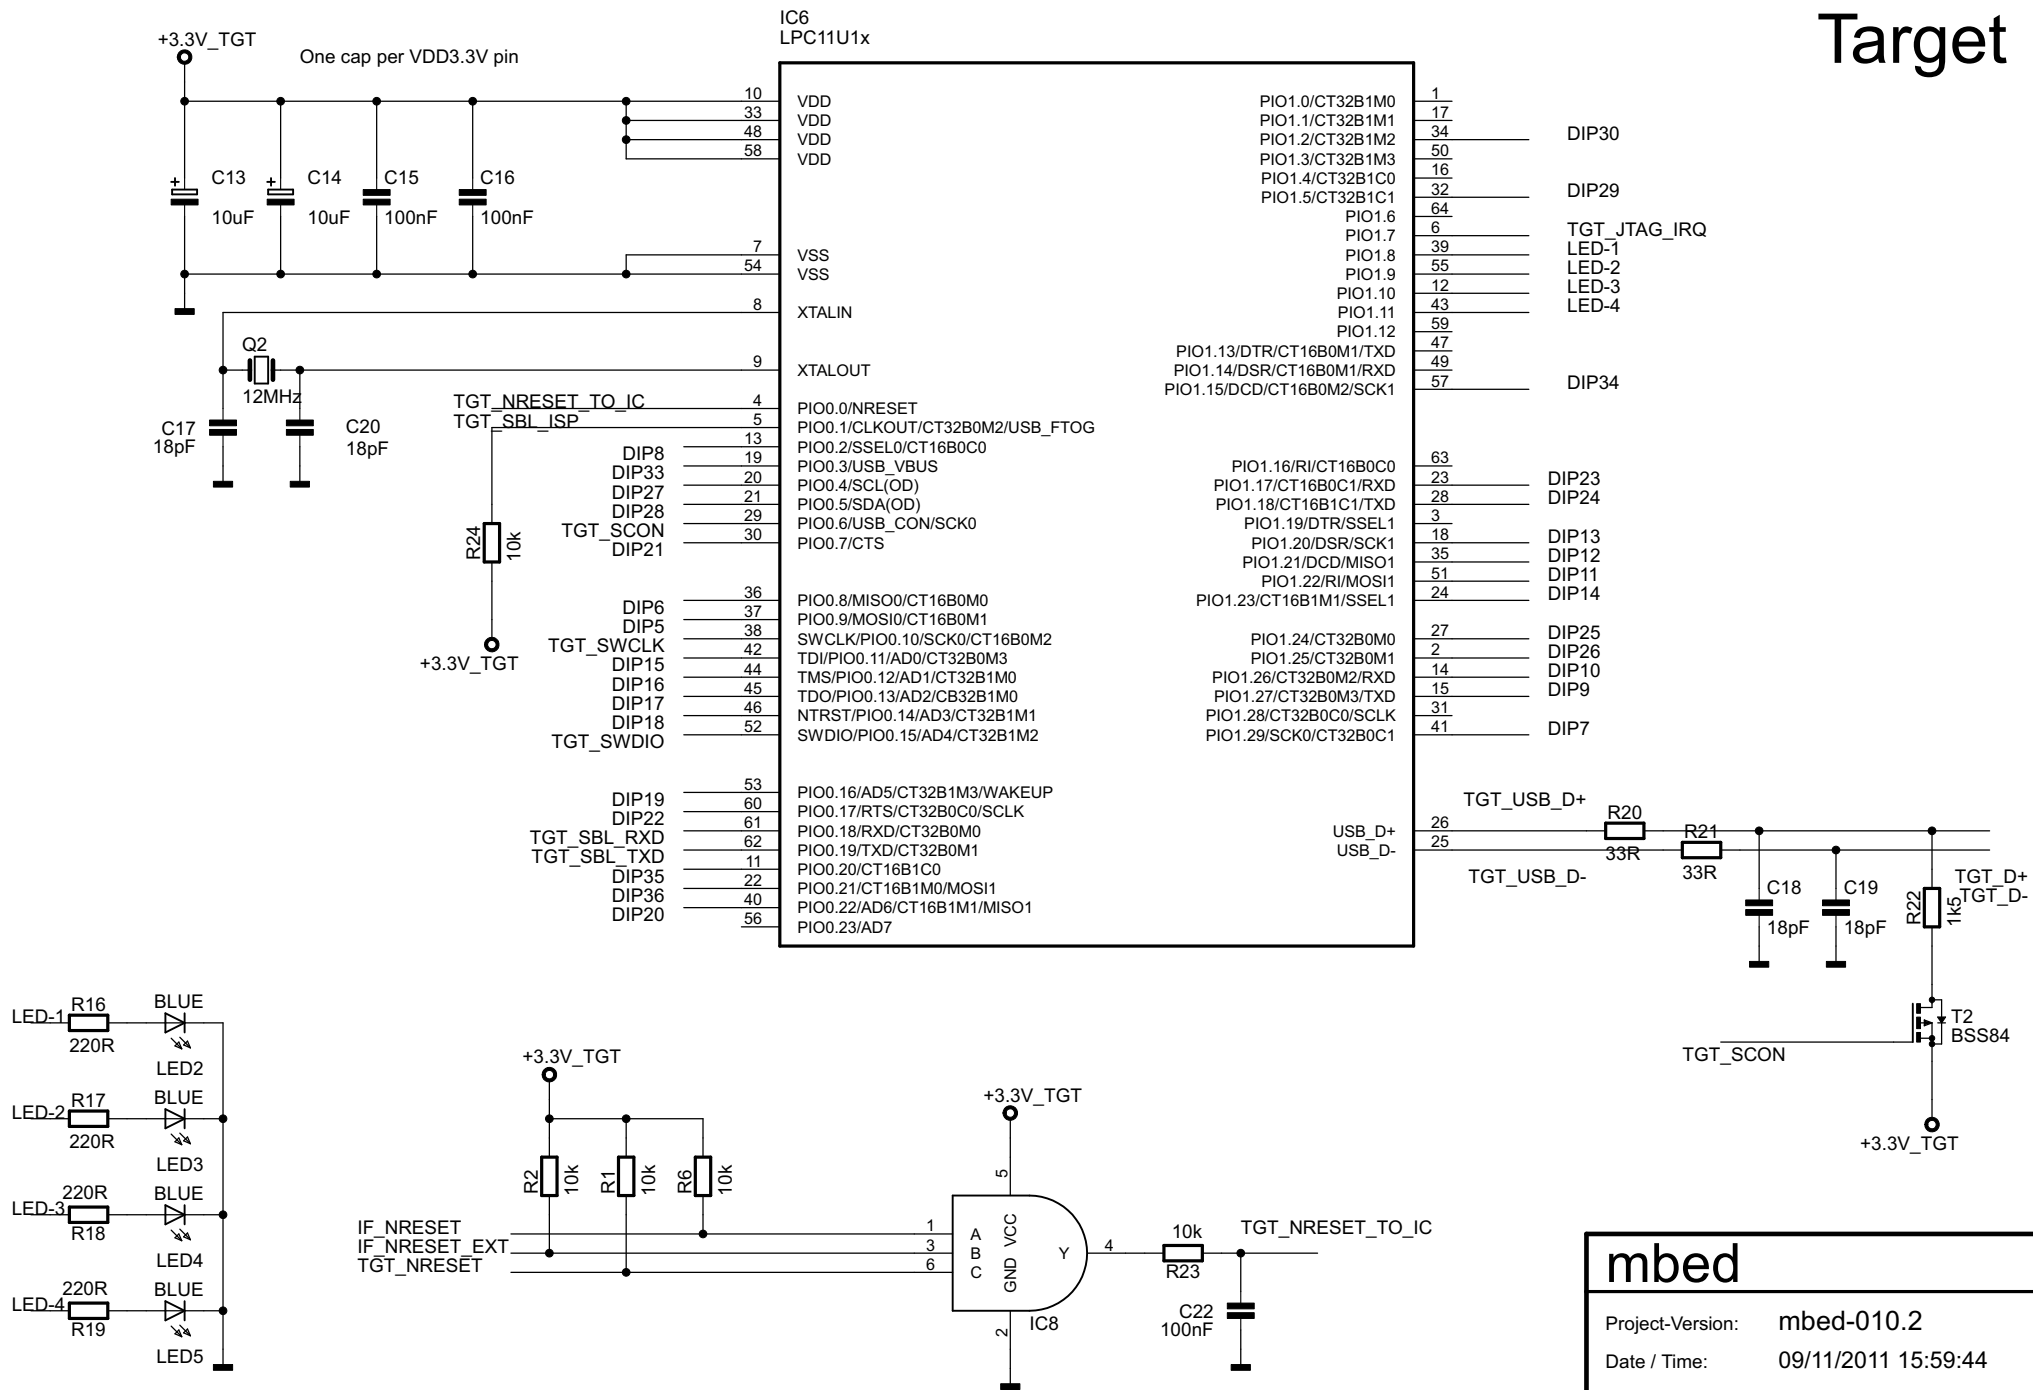 Target
IC6
LPC11U1x
+3.3V_TGT
One cap per VDD3.3V pin
C13
10uF
C14
10uF
C15
100nF
C16
100nF
10 VDD
33 VDD
48 VDD
58 VDD
7 VSS
54 VSS
8 XTALIN
9 XTALOUT
Q2
12MHz
C17
18pF
C20
18pF
TGT_NRESET_TO_IC 4 PIO0.0/NRESET
TGT_SBL_ISP 5 PIO0.1/CLKOUT/CT32B0M2/USB_FTOG
DIP8 13 PIO0.2/SSEL0/CT16B0C0
DIP33 19 PIO0.3/USB_VBUS
DIP27 20 PIO0.4/SCL(OD)
DIP28 21 PIO0.5/SDA(OD)
TGT_SCON 29 PIO0.6/USB_CON/SCK0
DIP21 30 PIO0.7/CTS
R24
10k
+3.3V_TGT
DIP6 36 PIO0.8/MISO0/CT16B0M0
DIP5 37 PIO0.9/MOSI0/CT16B0M1
TGT_SWCLK 38 SWCLK/PIO0.10/SCK0/CT16B0M2
DIP15 42 TDI/PIO0.11/AD0/CT32B0M3
DIP16 44 TMS/PIO0.12/AD1/CT32B1M0
DIP17 45 TDO/PIO0.13/AD2/CB32B1M0
DIP18 46 NTRST/PIO0.14/AD3/CT32B1M1
TGT_SWDIO 52 SWDIO/PIO0.15/AD4/CT32B1M2
DIP19 53 PIO0.16/AD5/CT32B1M3/WAKEUP
DIP22 60 PIO0.17/RTS/CT32B0C0/SCLK
TGT_SBL_RXD 61 PIO0.18/RXD/CT32B0M0
TGT_SBL_TXD 62 PIO0.19/TXD/CT32B0M1
DIP35 11 PIO0.20/CT16B1C0
DIP36 22 PIO0.21/CT16B1M0/MOSI1
DIP20 40 PIO0.22/AD6/CT16B1M1/MISO1
56 PIO0.23/AD7
PIO1.0/CT32B1M0 1
PIO1.1/CT32B1M1 17
PIO1.2/CT32B1M2 34 DIP30
PIO1.3/CT32B1M3 50
PIO1.4/CT32B1C0 16
PIO1.5/CT32B1C1 32 DIP29
PIO1.6 64
PIO1.7 6 TGT_JTAG_IRQ
PIO1.8 39 LED-1
PIO1.9 55 LED-2
PIO1.10 12 LED-3
PIO1.11 43 LED-4
PIO1.12 59
PIO1.13/DTR/CT16B0M1/TXD 47
PIO1.14/DSR/CT16B0M1/RXD 49
PIO1.15/DCD/CT16B0M2/SCK1 57 DIP34
PIO1.16/RI/CT16B0C0 63
PIO1.17/CT16B0C1/RXD 23 DIP23
PIO1.18/CT16B1C1/TXD 28 DIP24
PIO1.19/DTR/SSEL1 3
PIO1.20/DSR/SCK1 18 DIP13
PIO1.21/DCD/MISO1 35 DIP12
PIO1.22/RI/MOSI1 51 DIP11
PIO1.23/CT16B1M1/SSEL1 24 DIP14
PIO1.24/CT32B0M0 27 DIP25
PIO1.25/CT32B0M1 2 DIP26
PIO1.26/CT32B0M2/RXD 14 DIP10
PIO1.27/CT32B0M3/TXD 15 DIP9
PIO1.28/CT32B0C0/SCLK 31
PIO1.29/SCK0/CT32B0C1 41 DIP7
USB_D+ 26 TGT_USB_D+
USB_D- 25 TGT_USB_D-
R20
33R
R21
33R
C18
18pF
C19
18pF
R22
1k5
TGT_D+
TGT_D-
T2
BSS84
TGT_SCON
+3.3V_TGT
LED-1 R16 BLUE
220R
LED2
LED-2 R17 BLUE
220R
LED3
220R BLUE
LED-3
R18
LED4
220R BLUE
LED-4
R19
LED5
+3.3V_TGT
R2 10k
R1 10k
R6 10k
IF_NRESET 1 A
IF_NRESET_EXT 3 B
TGT_NRESET 6 C
+3.3V_TGT
5
VCC
GND
Y 4
2
IC8
10k
R23
TGT_NRESET_TO_IC
C22
100nF
mbed
Project-Version: mbed-010.2
Date / Time: 09/11/2011 15:59:44